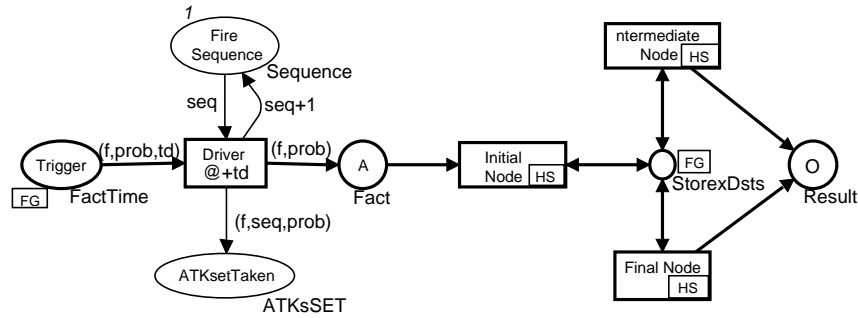 1
Fire
Sequence
Sequence
seq
seq+1
Trigger
FG
FactTime
(f,prob,td)
Driver
@+td
(f,prob)
A
Fact
(f,seq,prob)
ATKsetTaken
ATKsSET
Initial
Node
HS
ntermediate
Node
HS
FG
StorexDsts
Final Node
HS
O
Result